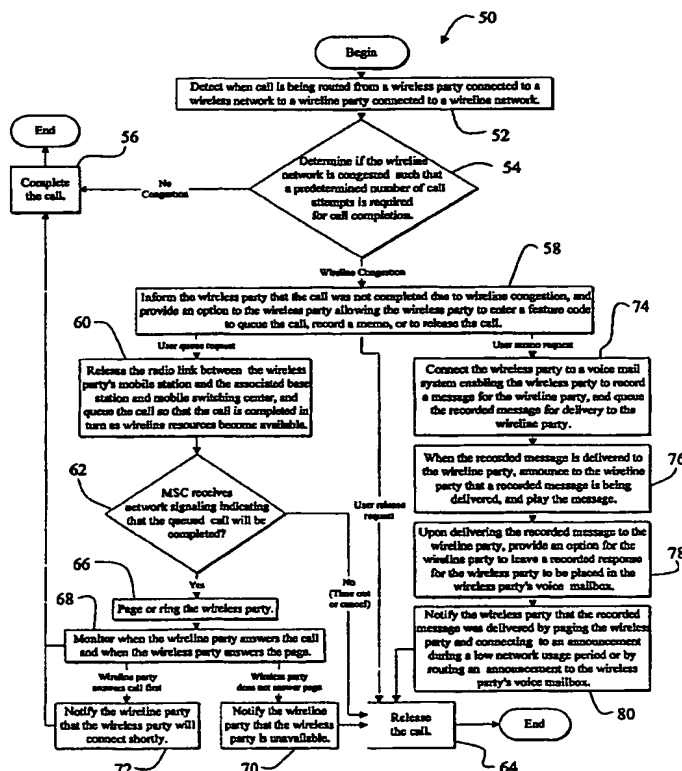 50
Begin
Detect when call is being routed from a wireless party connected to a
wireless network to a wireline party connected to a wireline network.
52
End
56
Complete
the call.
No
Congestion
54
Determine if the wireline
network is congested such that
a predetermined number of call
attempts is required
for call completion.
Wireline Congestion
58
Inform the wireless party that the call was not completed due to wireline congestion, and
provide an option to the wireless party allowing the wireless party to enter a feature code
to queue the call, record a memo, or to release the call.
60
User queue request
Release the radio link between the wireless
party's mobile station and the associated base
station and mobile switching center, and
queue the call so that the call is completed in
turn as wireline resources become available.
62
MSC receives
network signaling indicating
that the queued call will be
completed?
Yes
66
Page or ring the wireless party.
68
Monitor when the wireline party answers the call
and when the wireless party answers the page.
Wireline party
answers call first
Wireless party
does not answer page
Notify the wireline party
that the wireless party will
connect shortly.
72
Notify the wireline party
that the wireless
party is unavailable.
70
No
(Time out
or cancel)
User release
request
User memo request
74
Connect the wireless party to a voice mail
system enabling the wireless party to record
a message for the wireline party, and queue
the recorded message for delivery to the
wireline party.
76
When the recorded message is delivered to
the wireline party, announce to the wireline
party that a recorded message is being
delivered, and play the message.
78
Upon delivering the recorded message to the
wireline party, provide an option for the
wireline party to leave a recorded response
for the wireless party to be placed in the
wireless party's voice mailbox.
Notify the wireless party that the recorded
message was delivered by paging the wireless
party and connecting to an announcement
during a low network usage period or by
routing an announcement to the wireless
party's voice mailbox.
80
Release
the call.
64
End